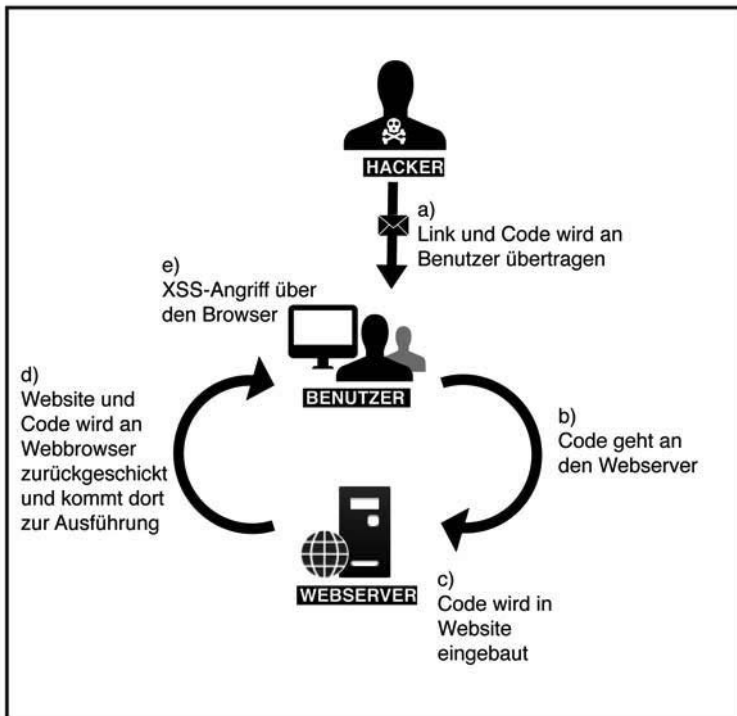 HACKER
a)
Link und Code wird an
Benutzer übertragen
e)
XSS-Angriff über
den Browser
BENUTZER
d)
Website und
Code wird an
Webbrowser
zurückgeschickt
und kommt dort
zur Ausführung
b)
Code geht an
den Webserver
WEBSERVER
c)
Code wird in
Website
eingebaut